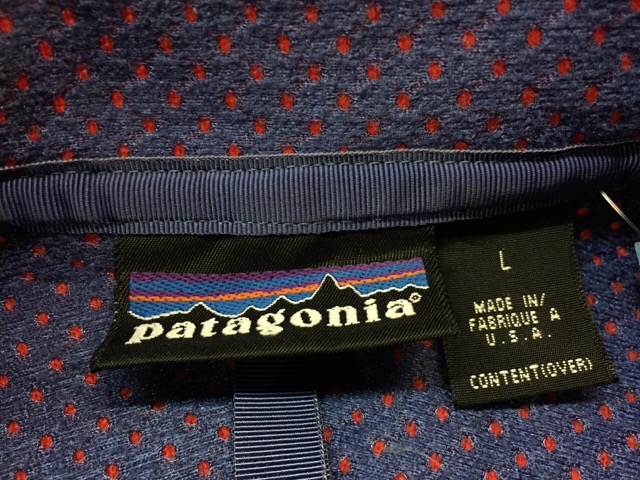 patagonia®
L
MADE IN/
FABRIQUE A
U.S.A.
CONTENT(OVER)